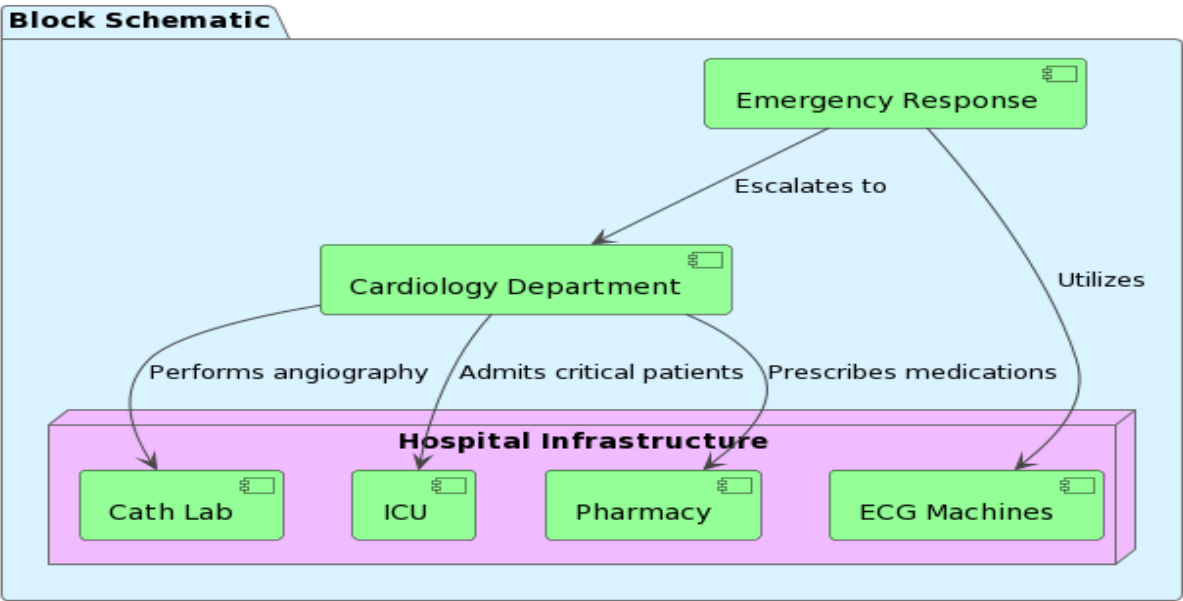 Block Schematic
Emergency Response
Escalates to
Cardiology Department
Utilizes
Performs angiography
Admits critical patients
Prescribes medications
Hospital Infrastructure
Cath Lab
ICU
Pharmacy
ECG Machines